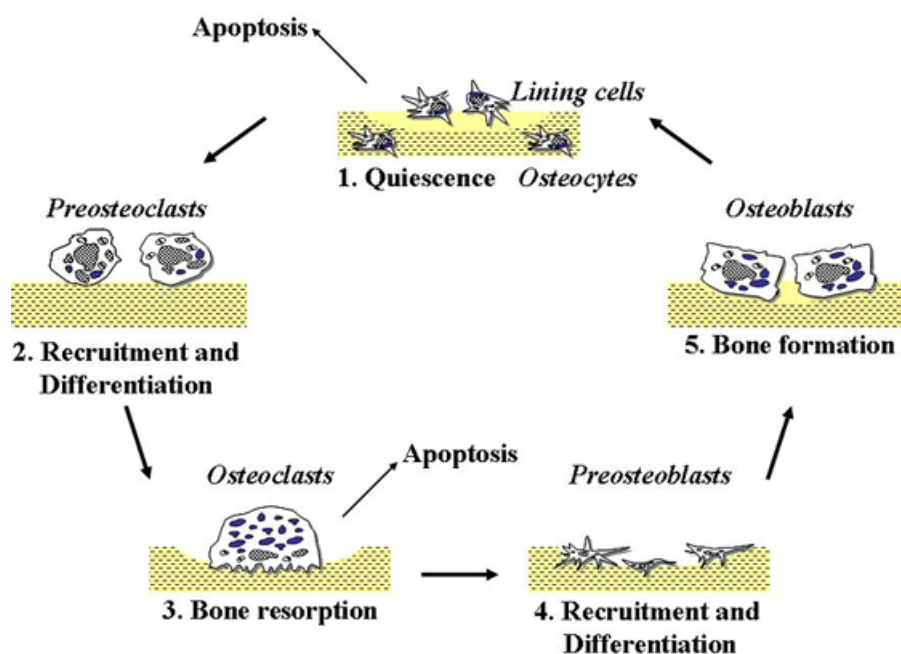 Apoptosis
Lining cells
1. Quiescence Osteocytes
Preosteoclasts
2. Recruitment and
Differentiation
Osteoclasts
Apoptosis
3. Bone resorption
Preosteoblasts
4. Recruitment and
Differentiation
Osteoblasts
5. Bone formation